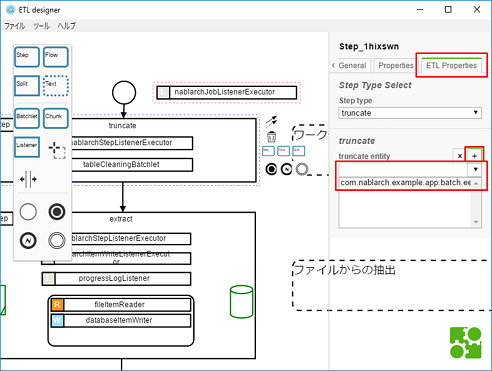 ETL designer
ファイル ツール ヘルプ
Step
Flow
Split
Text
Batchlet
Chunk
Listener
nablarchJobListenerExecutor
truncate
nablarchStepListenerExecutor
tableCleaningBatchlet
ワーク
extract
ablarchStepListenerExecutor
ablarchItemWriteListenerExecut
or
progressLogListener
R fileItemReader
databaseItemWriter
ファイルからの抽出
Step_1hixswn
General
Properties
ETL Properties
Step Type Select
Step type
truncate
truncate
truncate entity
x +
com.nablarch.example.app.batch.ee